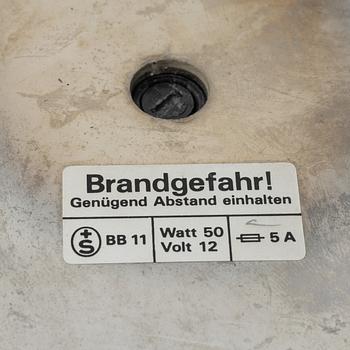 Brandgefahr!
Genügend Abstand einhalten
S BB 11
Watt 50
Volt 12
5 A